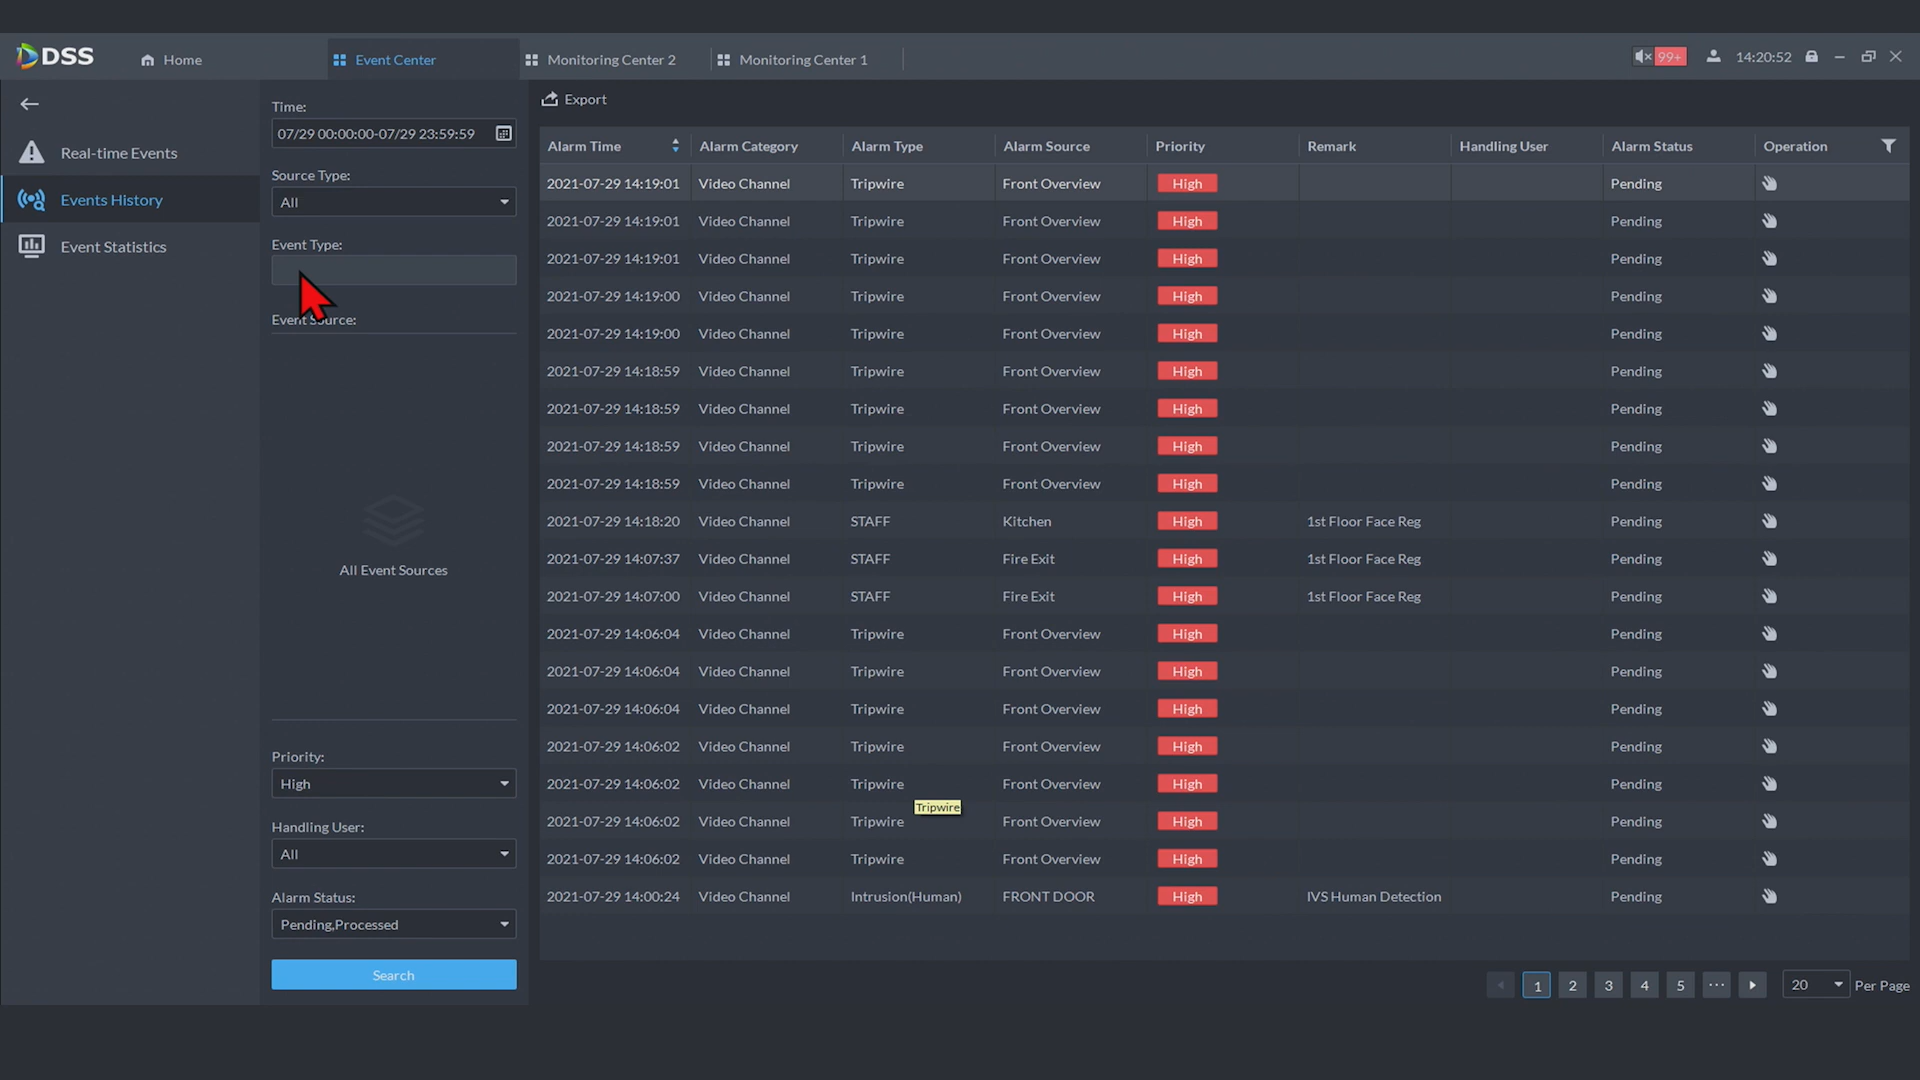 DSS
Home
Event Center
Monitoring Center 2
Monitoring Center 1
99+
14:20:52
Real-time Events
Events History
Event Statistics
Time:
07/29 00:00:00-07/29 23:59:59
Source Type:
All
Event Type:
Event Source:
All Event Sources
Priority:
High
Handling User:
All
Alarm Status:
Pending,Processed
Search
Export
Alarm Time Alarm Category Alarm Type Alarm Source Priority Remark Handling User Alarm Status Operation
2021-07-29 14:19:01 Video Channel Tripwire Front Overview High Pending
2021-07-29 14:19:01 Video Channel Tripwire Front Overview High Pending
2021-07-29 14:19:01 Video Channel Tripwire Front Overview High Pending
2021-07-29 14:19:00 Video Channel Tripwire Front Overview High Pending
2021-07-29 14:19:00 Video Channel Tripwire Front Overview High Pending
2021-07-29 14:18:59 Video Channel Tripwire Front Overview High Pending
2021-07-29 14:18:59 Video Channel Tripwire Front Overview High Pending
2021-07-29 14:18:59 Video Channel Tripwire Front Overview High Pending
2021-07-29 14:18:59 Video Channel Tripwire Front Overview High Pending
2021-07-29 14:18:20 Video Channel STAFF Kitchen High 1st Floor Face Reg Pending
2021-07-29 14:07:37 Video Channel STAFF Fire Exit High 1st Floor Face Reg Pending
2021-07-29 14:07:00 Video Channel STAFF Fire Exit High 1st Floor Face Reg Pending
2021-07-29 14:06:04 Video Channel Tripwire Front Overview High Pending
2021-07-29 14:06:04 Video Channel Tripwire Front Overview High Pending
2021-07-29 14:06:04 Video Channel Tripwire Front Overview High Pending
2021-07-29 14:06:02 Video Channel Tripwire Front Overview High Pending
2021-07-29 14:06:02 Video Channel Tripwire Front Overview High Pending
Tripwire
2021-07-29 14:06:02 Video Channel Tripwire Front Overview High Pending
2021-07-29 14:06:02 Video Channel Tripwire Front Overview High Pending
2021-07-29 14:00:24 Video Channel Intrusion(Human) FRONT DOOR High IVS Human Detection Pending
1 2 3 4 5 ··· 20 Per Page